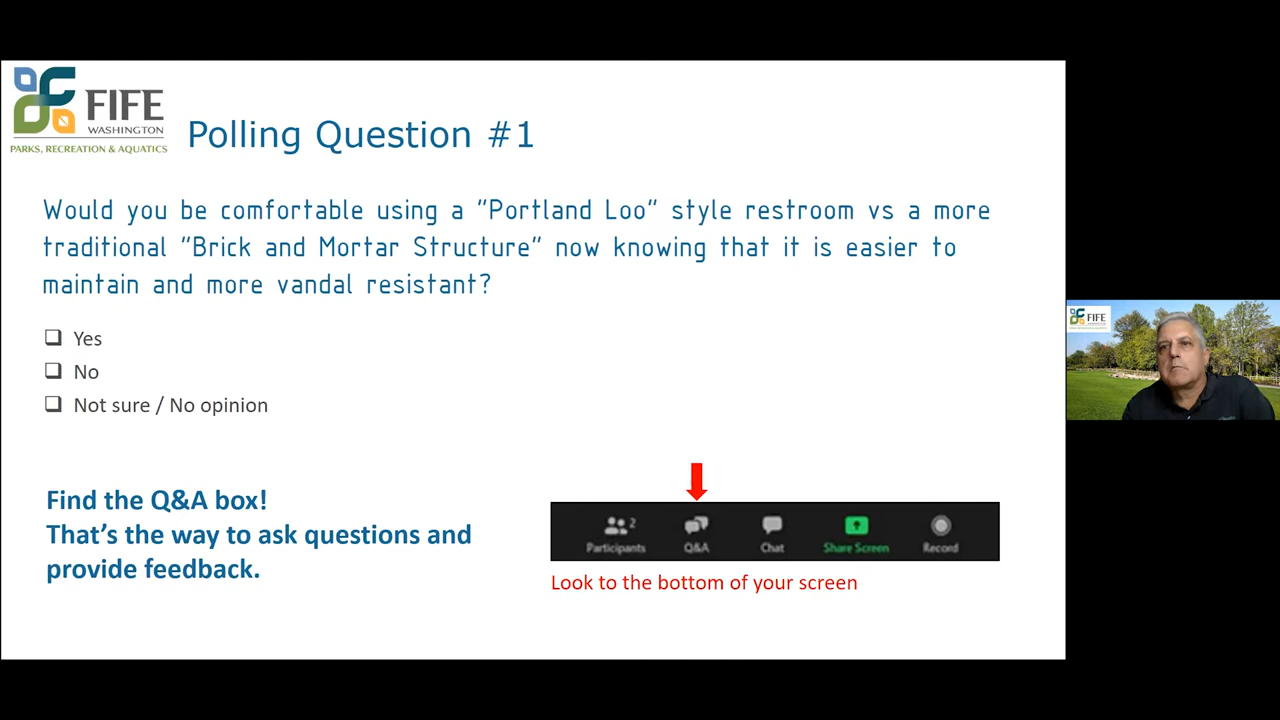 FIFE
WASHINGTON
PARKS, RECREATION & AQUATICS
Polling Question #1
Would you be comfortable using a "Portland Loo" style restroom vs a more
traditional "Brick and Mortar Structure" now knowing that it is easier to
maintain and more vandal resistant?
❑ Yes
❑ No
❑ Not sure / No opinion
Find the Q&A box!
That's the way to ask questions and
provide feedback.
2
Participants Q&A Chat Share Screen Record
Look to the bottom of your screen
FIFE
WASHINGTON